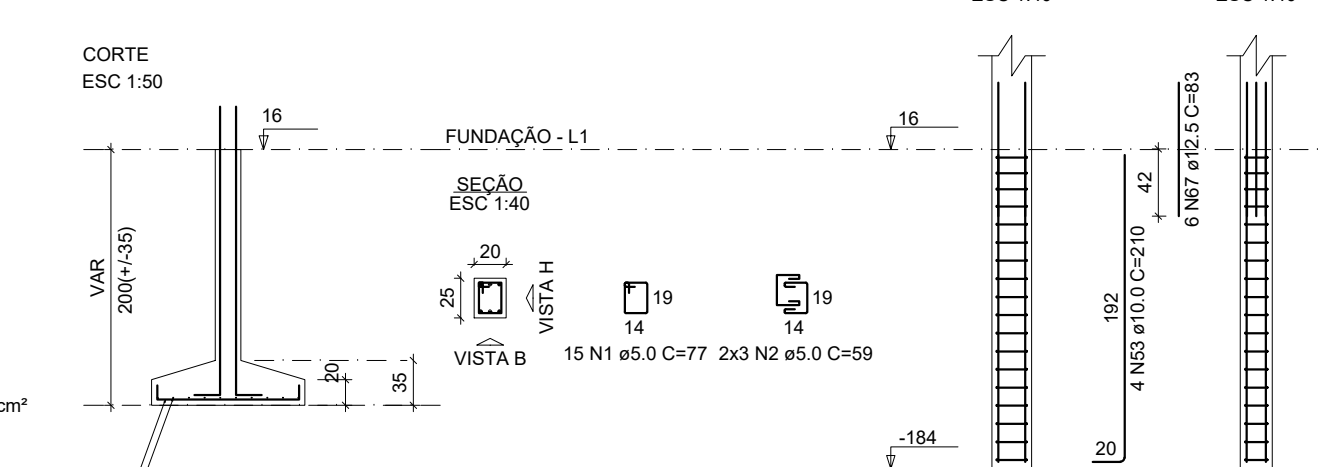 CORTE
ESC 1:50
16
FUNDAÇÃO - L1
16
SEÇÃO
ESC 1:40
VAR
200(+/-35)
20
35
cm²
20
25
VISTA H
VISTA B
19
14
15 N1 ø5.0 C=77
19
14
2x3 N2 ø5.0 C=59
-184
192
4 N53 ø10.0 C=210
20
42
6 N67 ø12.5 C=83